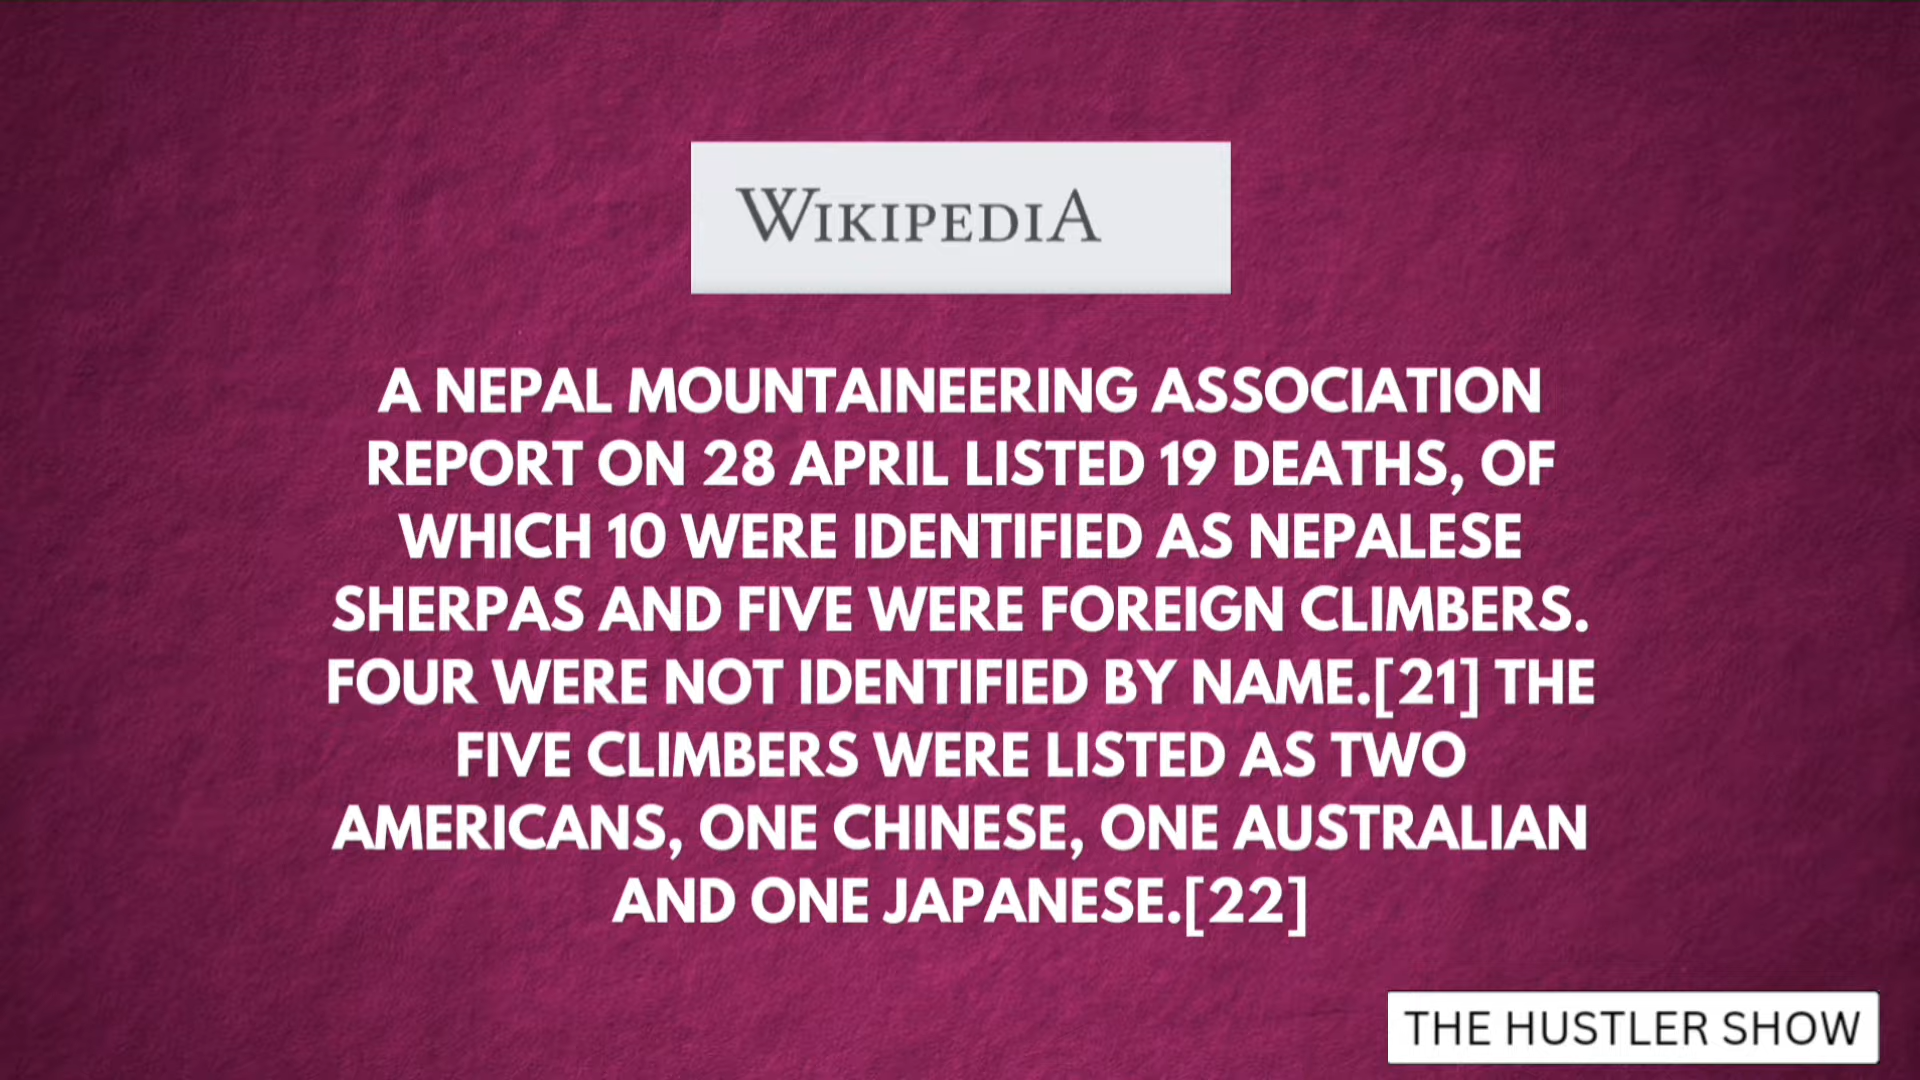 WIKIPEDIA
A NEPAL MOUNTAINEERING ASSOCIATION
REPORT ON 28 APRIL LISTED 19 DEATHS, OF
WHICH 10 WERE IDENTIFIED AS NEPALESE
SHERPAS AND FIVE WERE FOREIGN CLIMBERS.
FOUR WERE NOT IDENTIFIED BY NAME.[21] THE
FIVE CLIMBERS WERE LISTED AS TWO
AMERICANS, ONE CHINESE, ONE AUSTRALIAN
AND ONE JAPANESE.[22]
THE HUSTLER SHOW